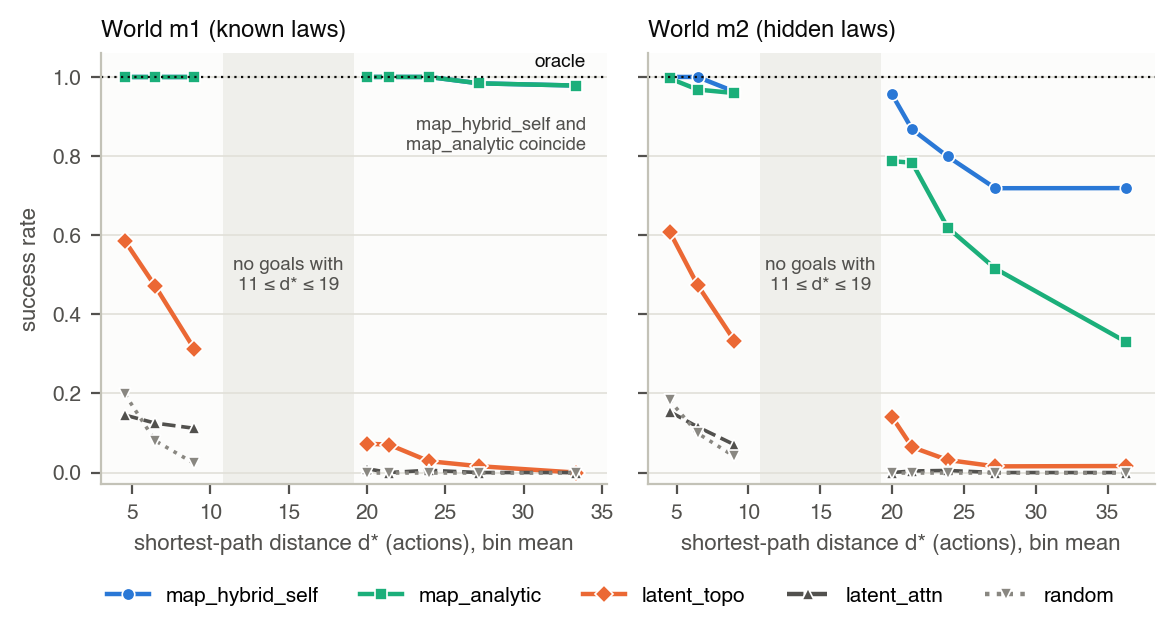 World m1 (known laws)
World m2 (hidden laws)
success rate
1.0
0.8
0.6
0.4
0.2
0.0
oracle
map_hybrid_self and
map_analytic coincide
no goals with
11 ≤ d* ≤ 19
no goals with
11 ≤ d* ≤ 19
5 10 15 20 25 30 35
5 10 15 20 25 30 35
shortest-path distance d* (actions), bin mean
shortest-path distance d* (actions), bin mean
map_hybrid_self map_analytic latent_topo latent_attn random